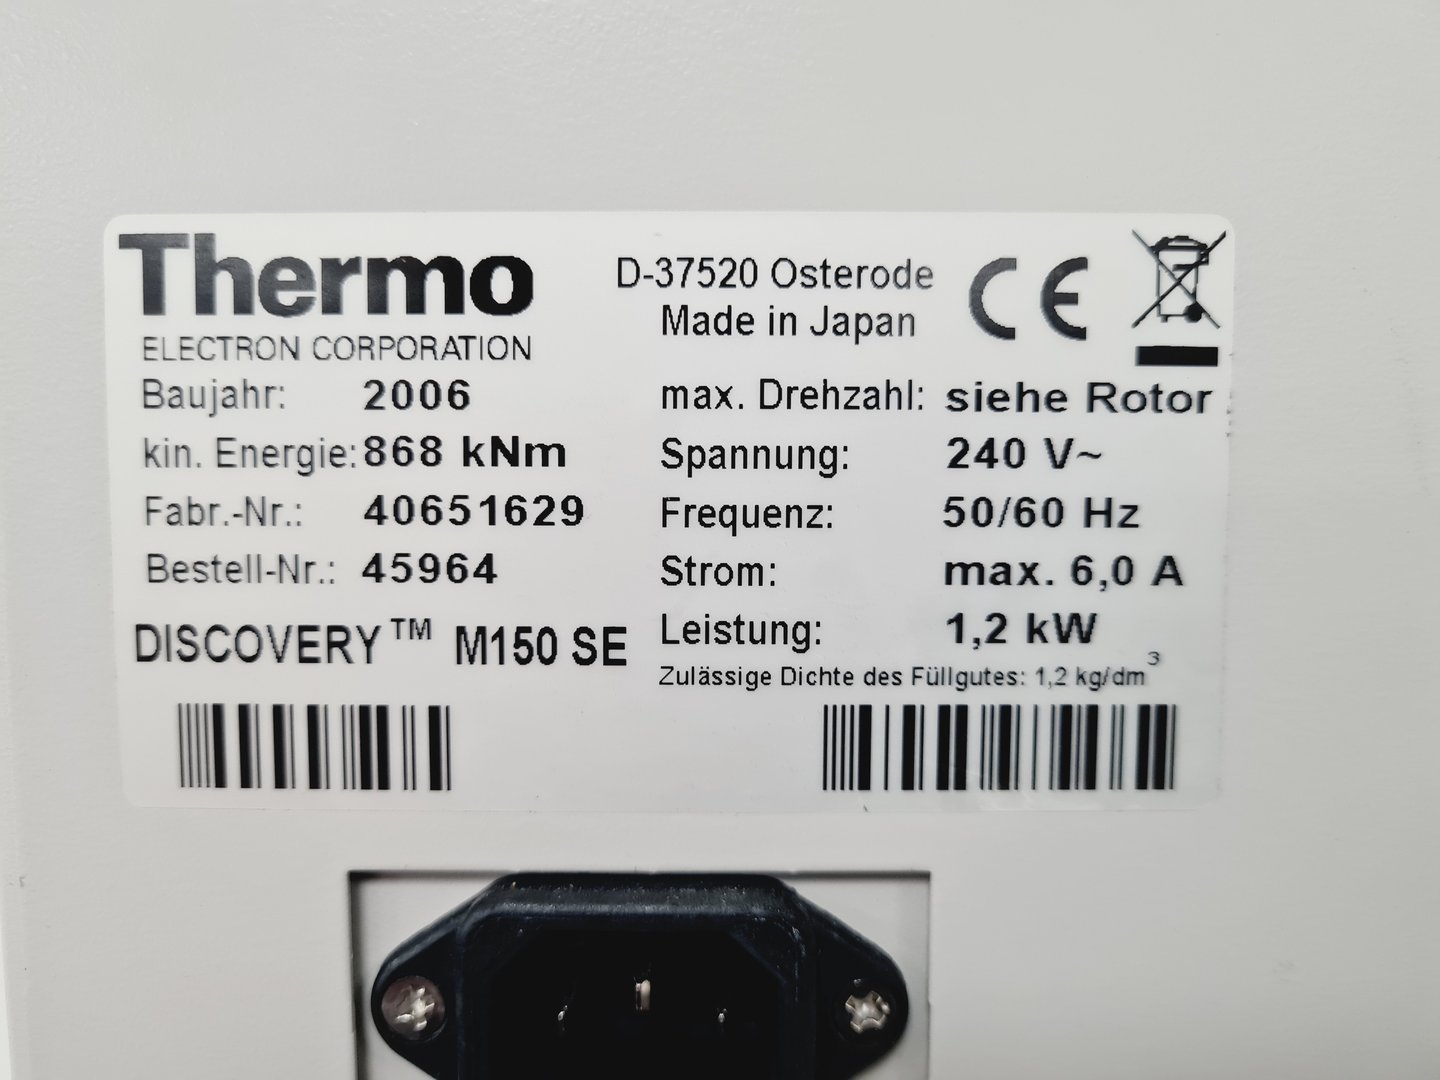 Thermo
ELECTRON CORPORATION
D-37520 Osterode
Made in Japan
CE
Baujahr: 2006
kin. Energie: 868 kNm
Fabr.-Nr.: 40651629
Bestell-Nr.: 45964
DISCOVERY™ M150 SE
max. Drehzahl: siehe Rotor
Spannung: 240 V~
Frequenz: 50/60 Hz
Strom: max. 6,0 A
Leistung: 1,2 kW
Zulässige Dichte des Füllgutes: 1,2 kg/dm³